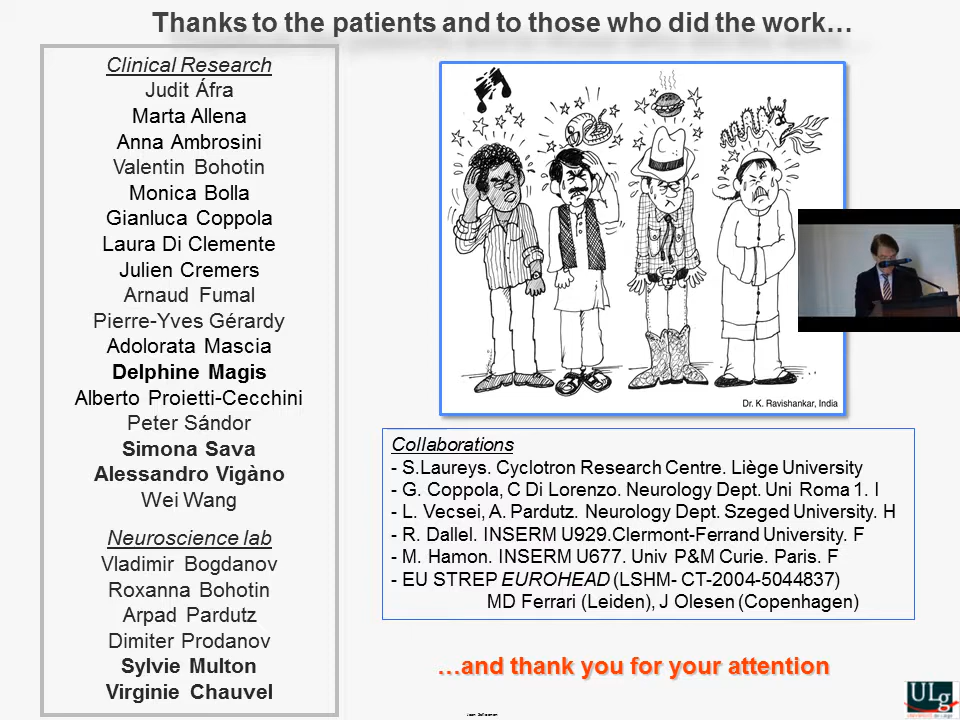 Thanks to the patients and to those who did the work…
Clinical Research
Judit Áfra
Marta Allena
Anna Ambrosini
Valentin Bohotin
Monica Bolla
Gianluca Coppola
Laura Di Clemente
Julien Cremers
Arnaud Fumal
Pierre-Yves Gérardy
Adolorata Mascia
Delphine Magis
Alberto Proietti-Cecchini
Peter Sándor
Simona Sava
Alessandro Vigàno
Wei Wang
Neuroscience lab
Vladimir Bogdanov
Roxanna Bohotin
Arpad Pardutz
Dimiter Prodanov
Sylvie Multon
Virginie Chauvel
Dr. K. Ravishankar, India
Collaborations
- S.Laureys. Cyclotron Research Centre. Liège University
- G. Coppola, C Di Lorenzo. Neurology Dept. Uni Roma 1. I
- L. Vecsei, A. Pardutz. Neurology Dept. Szeged University. H
- R. Dallel. INSERM U929.Clermont-Ferrand University. F
- M. Hamon. INSERM U677. Univ P&M Curie. Paris. F
- EU STREP EUROHEAD (LSHM- CT-2004-5044837)
MD Ferrari (Leiden), J Olesen (Copenhagen)
…and thank you for your attention
ULg